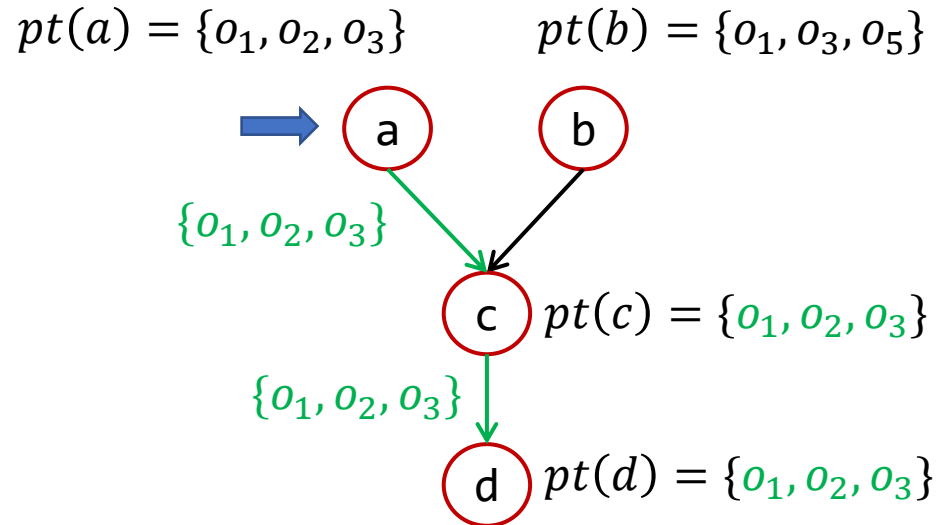 pt(a) = {o₁, o₂, o₃} pt(b) = {o₁, o₃, o₅}
a b
{o₁, o₂, o₃}
c pt(c) = {o₁, o₂, o₃}
{o₁, o₂, o₃}
d pt(d) = {o₁, o₂, o₃}